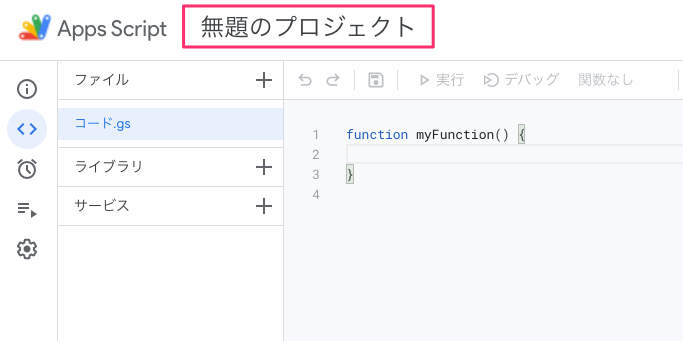 Apps Script 無題のプロジェクト
ファイル
実行 デバッグ 関数なし
コード.gs
ライブラリ
サービス
1 function myFunction() {
2
3 }
4